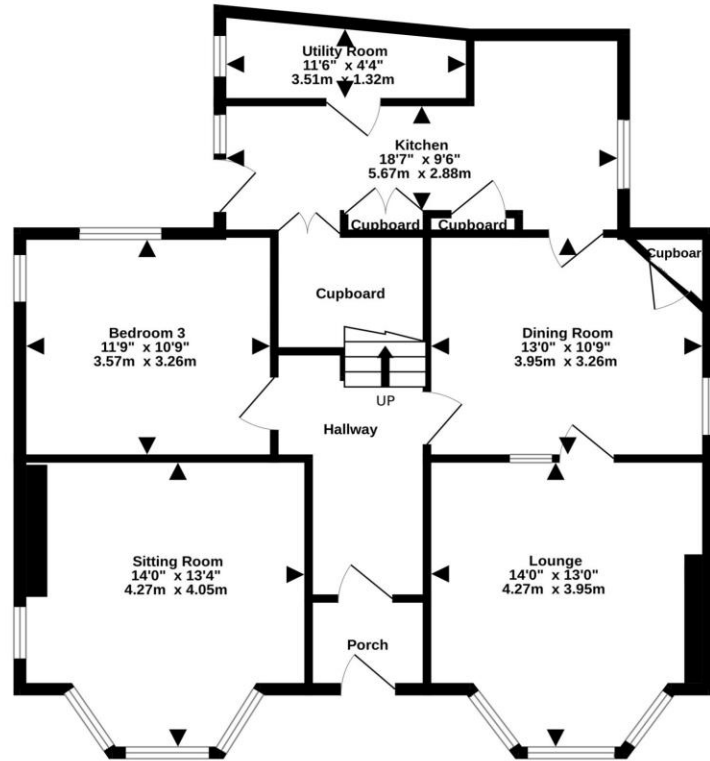 Utility Room
11'6" x 4'4"
3.51m x 1.32m
Kitchen
18'7" x 9'6"
5.67m x 2.88m
Cupboard
Cupboard
Cupboar
Cupboard
Bedroom 3
11'9" x 10'9"
3.57m x 3.26m
Dining Room
13'0" x 10'9"
3.95m x 3.26m
UP
Hallway
Sitting Room
14'0" x 13'4"
4.27m x 4.05m
Lounge
14'0" x 13'0"
4.27m x 3.95m
Porch